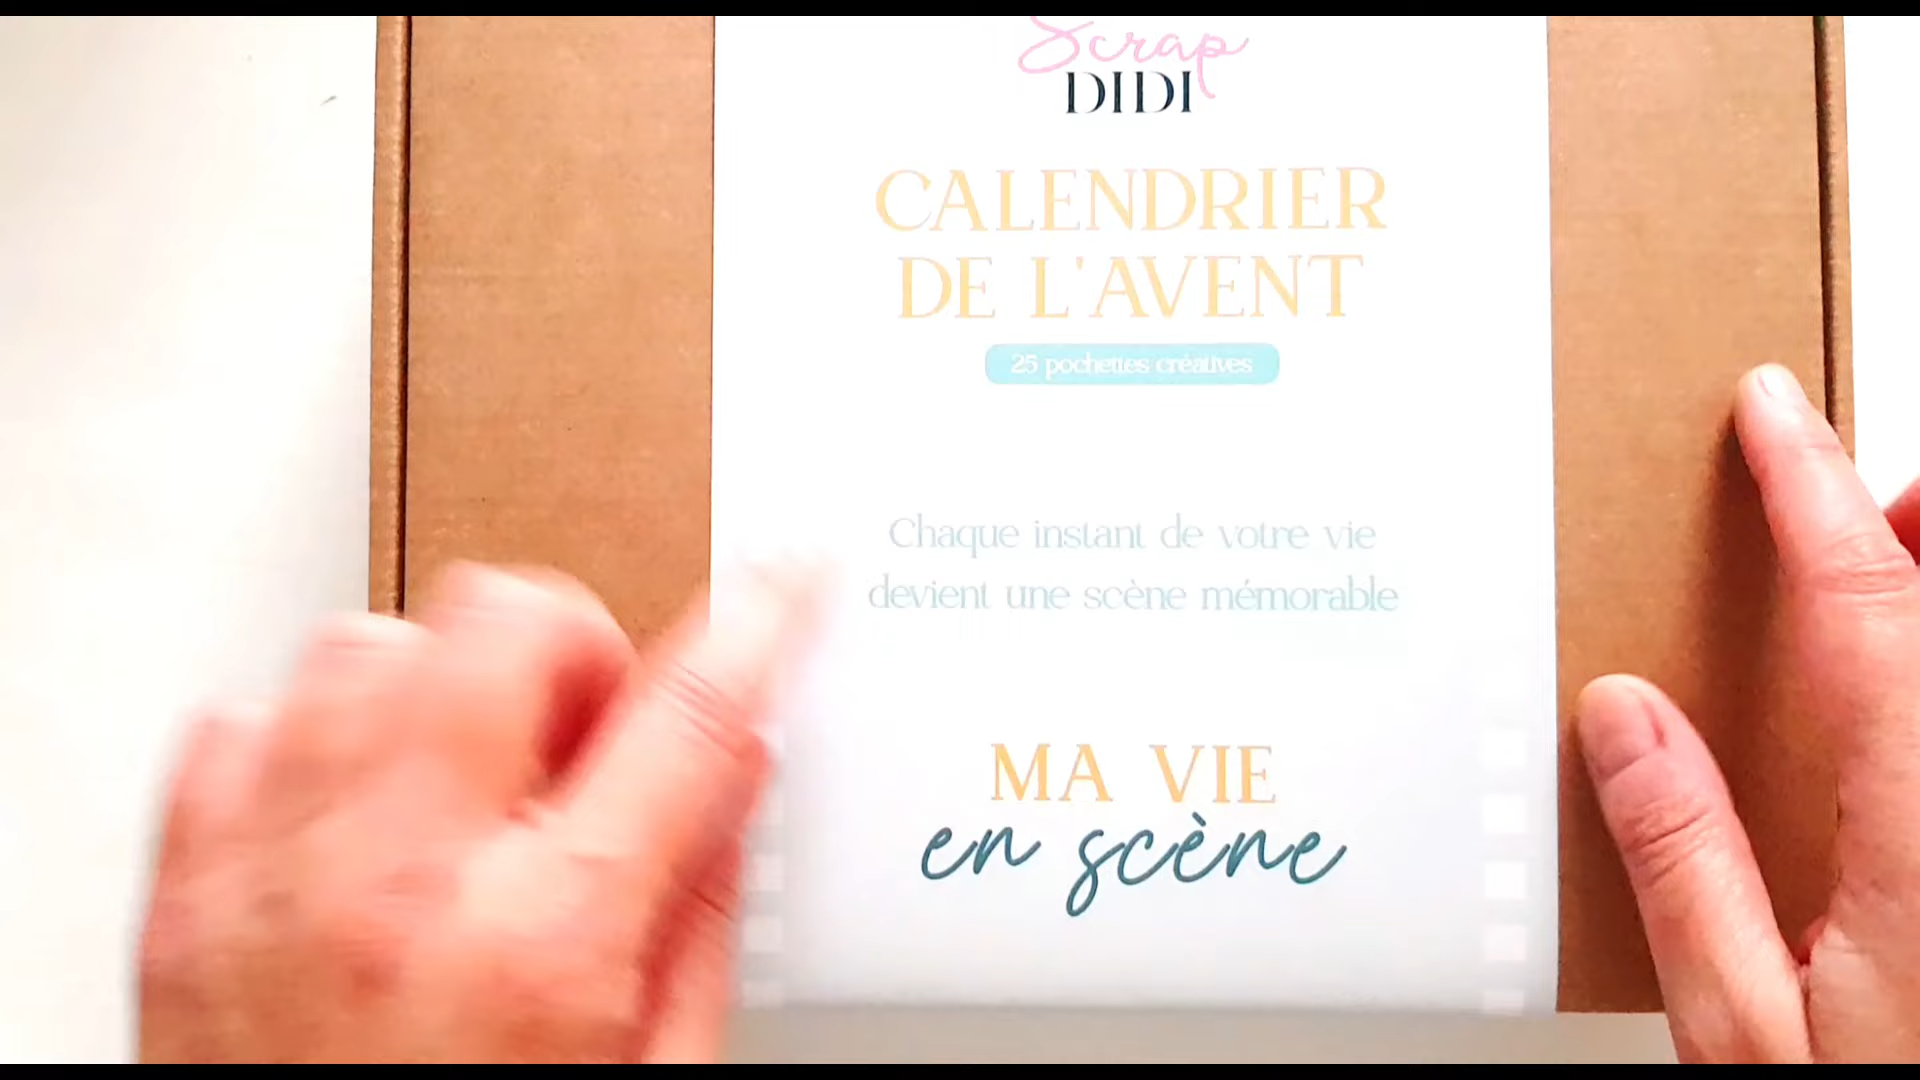 Scrap
DIDI
CALENDRIER
DE L'AVENT
25 pochettes créatives
Chaque instant de votre vie
devient une scène mémorable
MA VIE
en scène